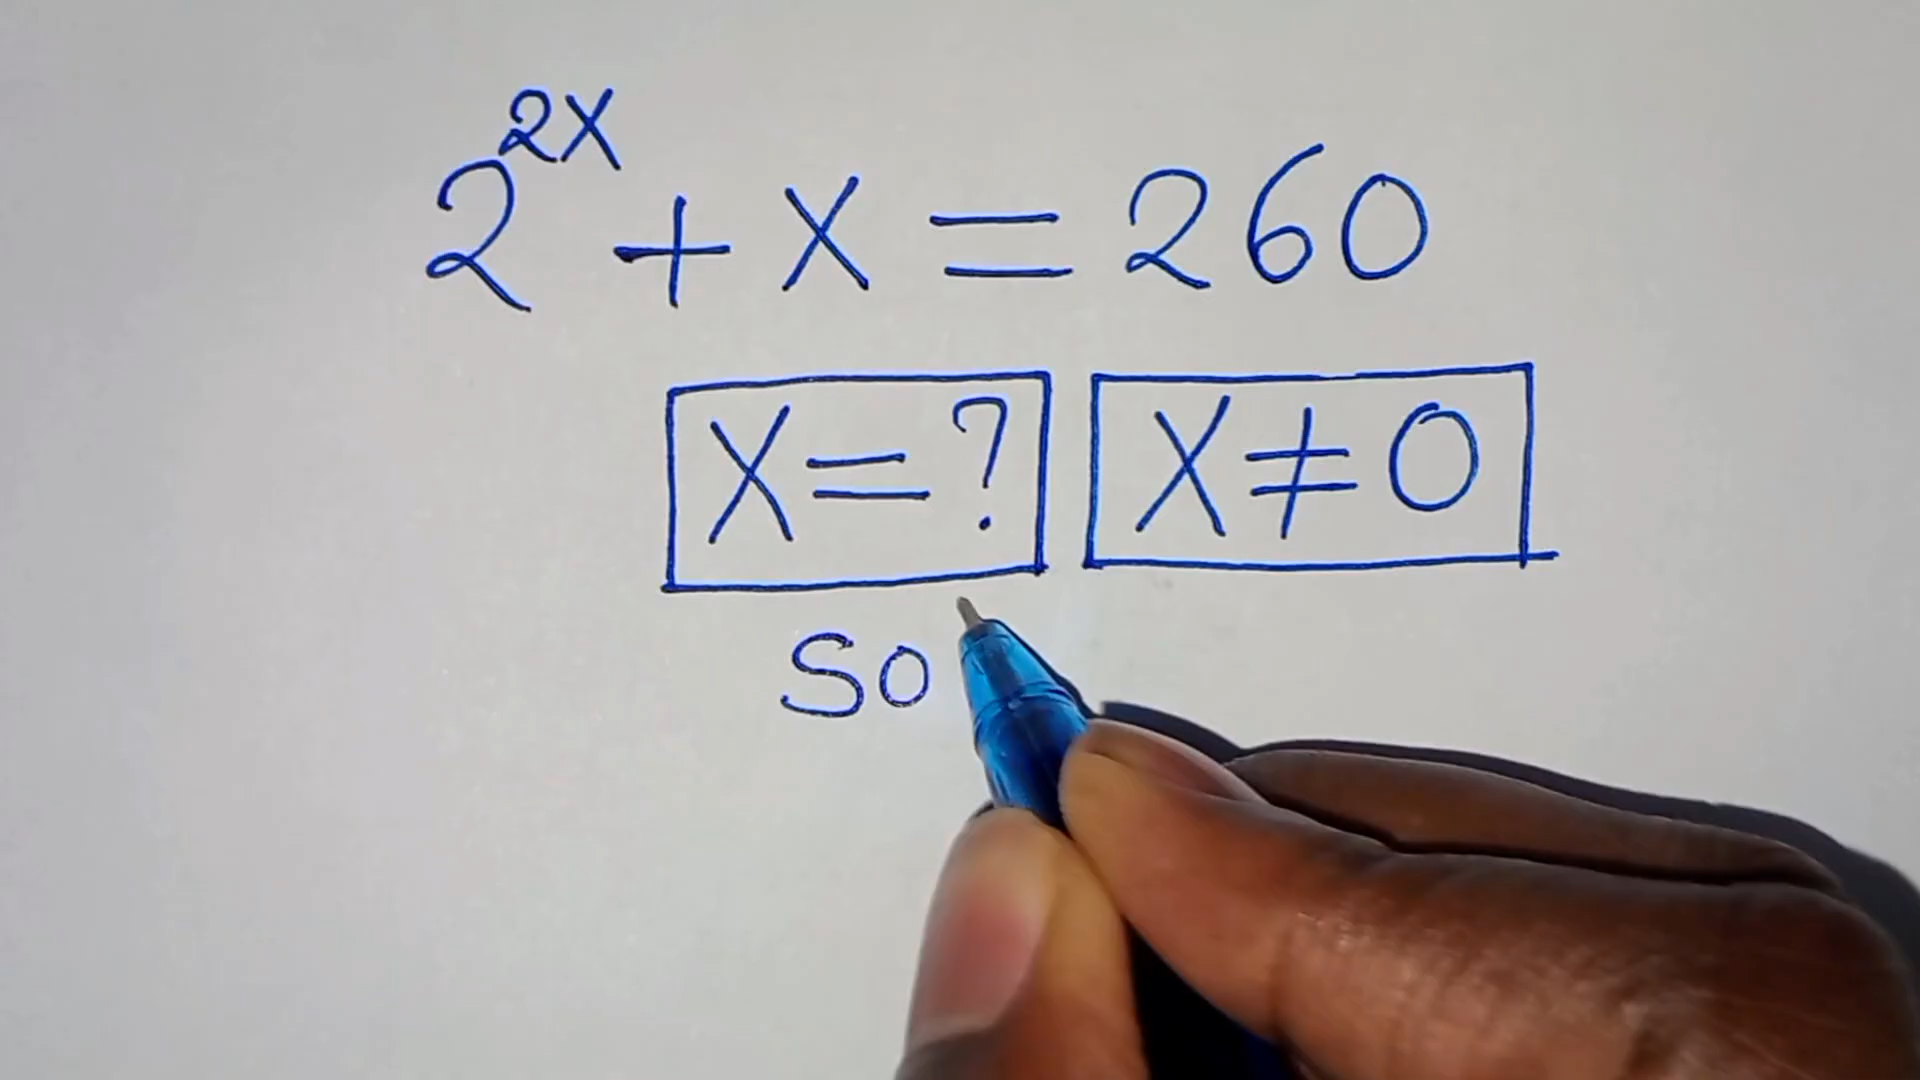 2^{2X} + X = 260
X = ? X ≠ 0
SO